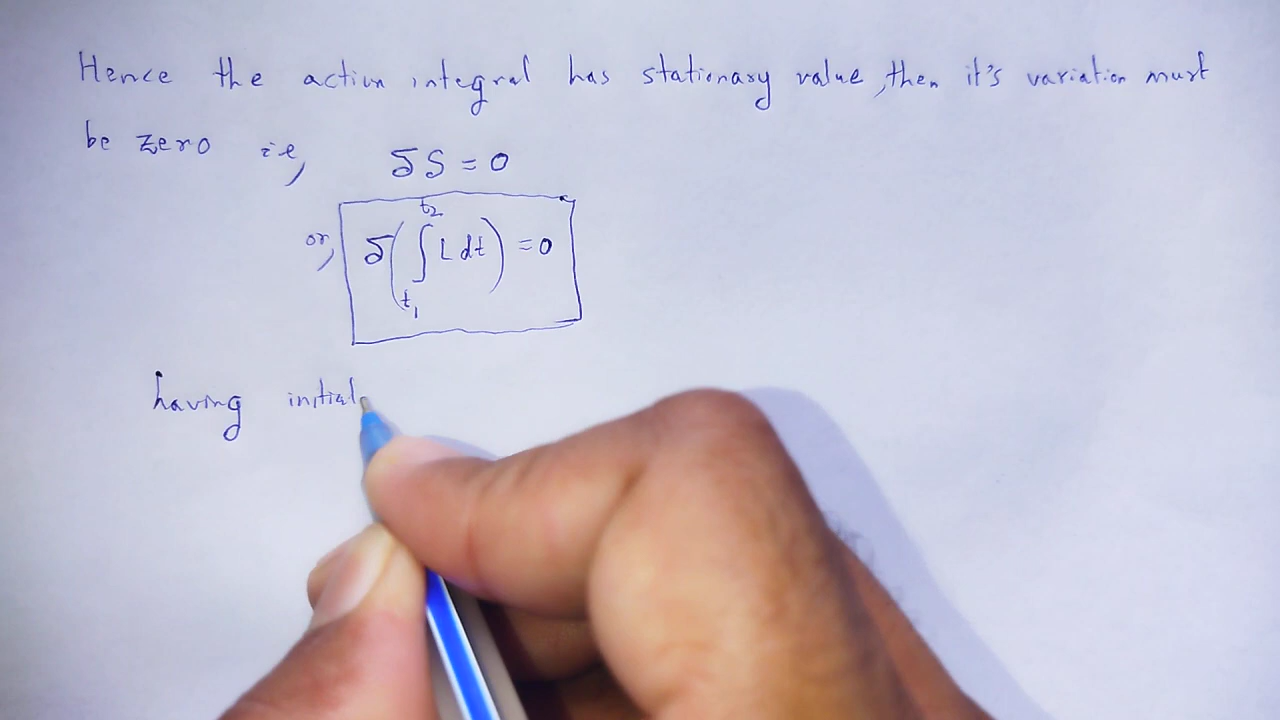 Hence the action integral has stationary value, then it's variation must
be zero ie,
δS = 0
or, δ(∫_{t₁}^{t₂} L dt) = 0
having initial